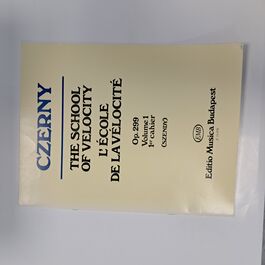 CZERNY
THE SCHOOL
OF VELOCITY
L'ÉCOLE
DE LA VÉLOCITÉ
Op. 299
Volume 1
1er cahier
(SZENDY)
EMB
Editio Musica Budapest